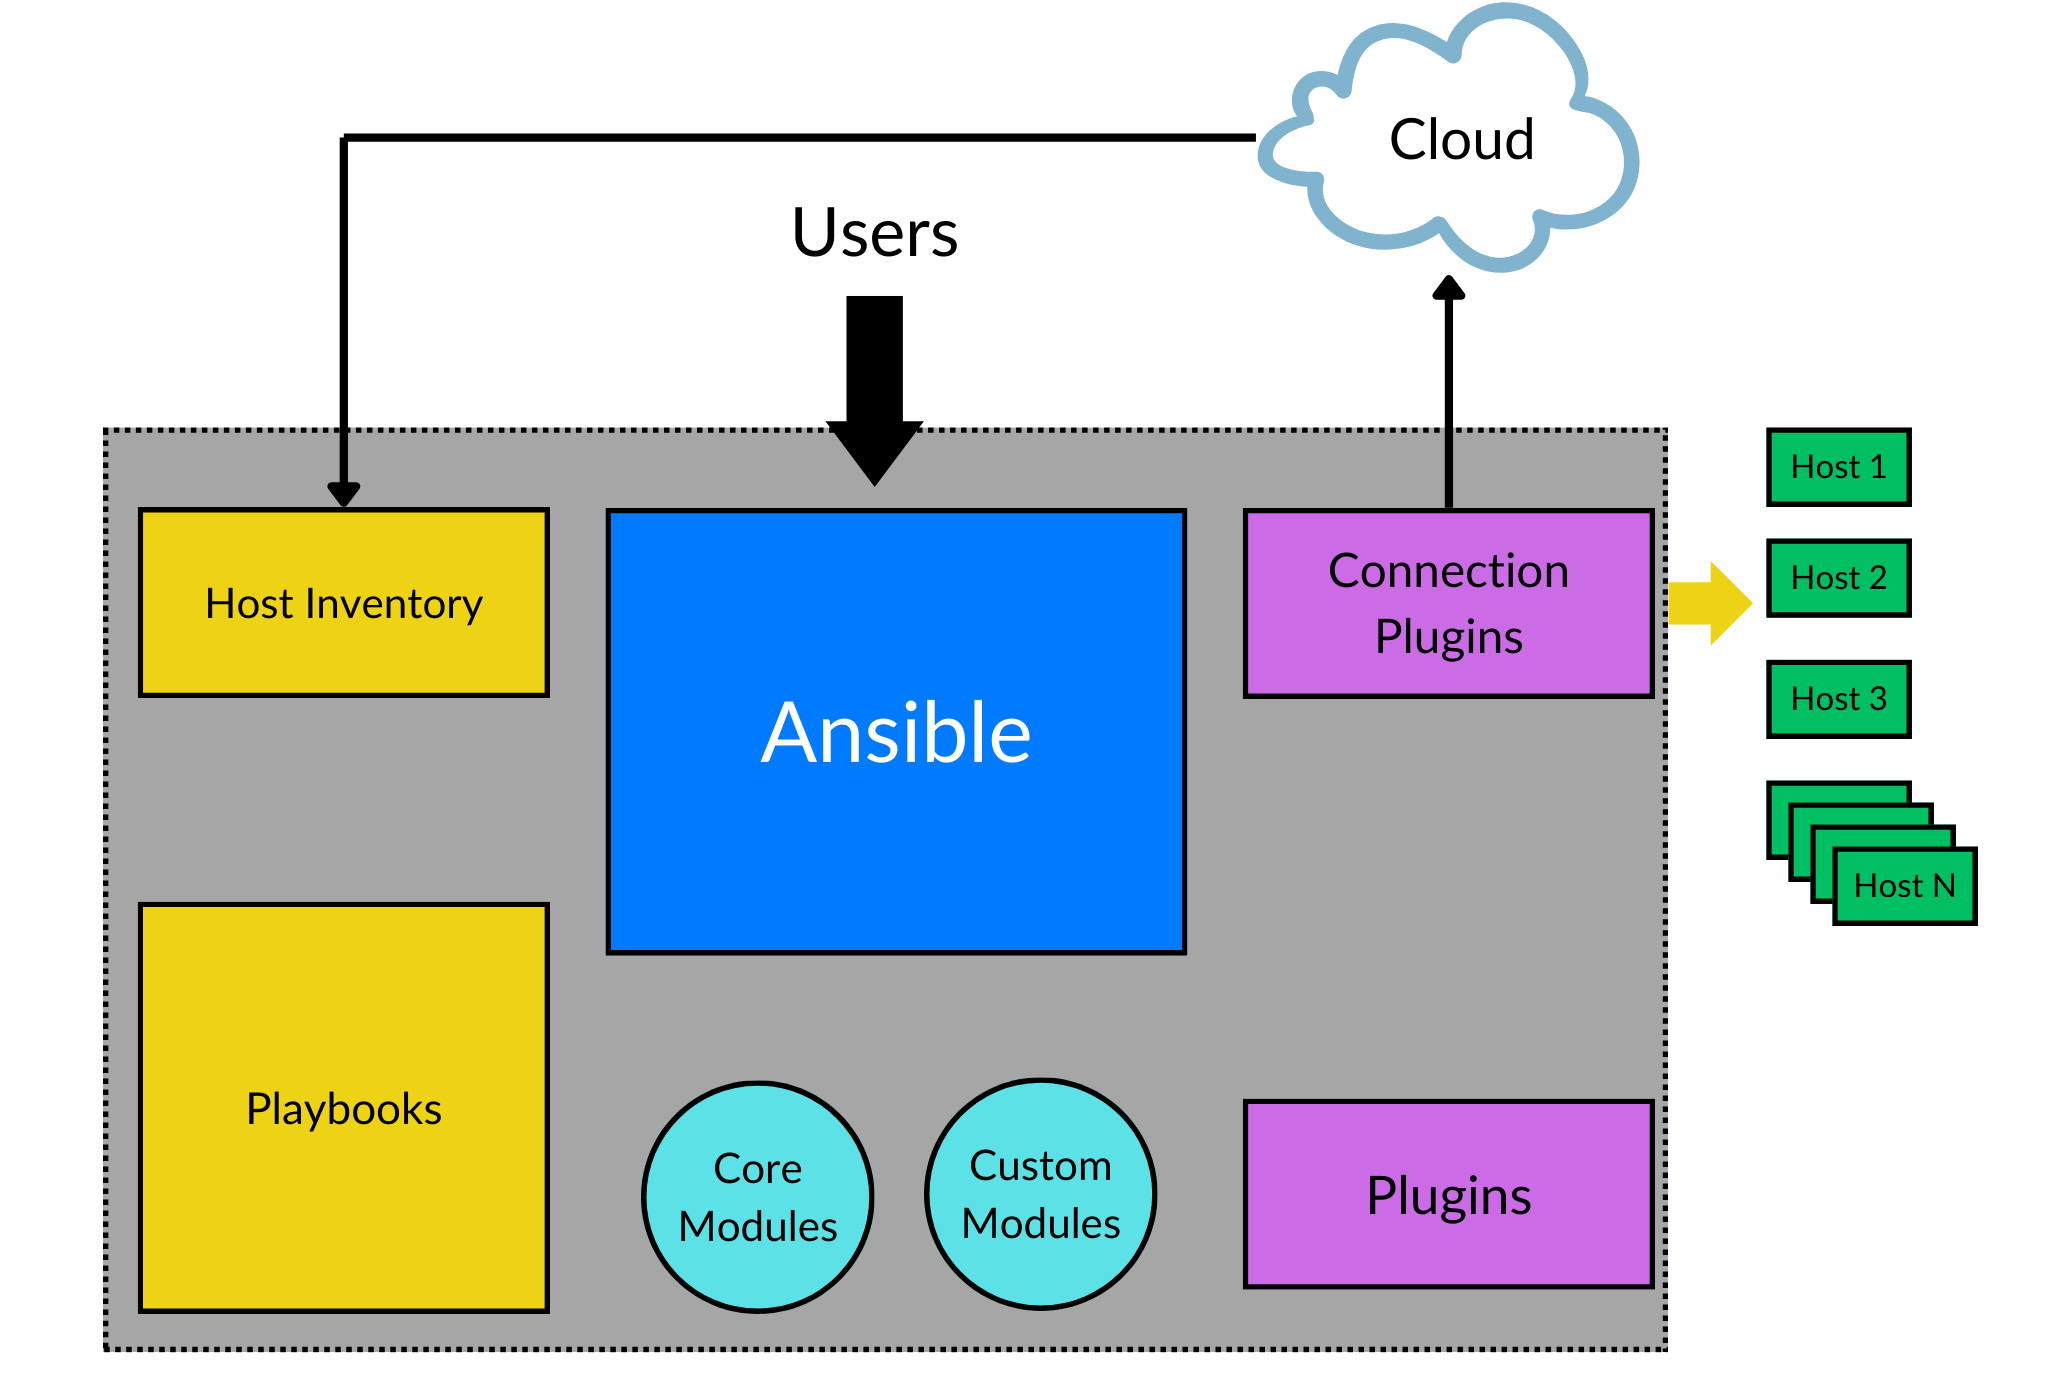 Cloud
Users
Host Inventory
Ansible
Connection
Plugins
Host 1
Host 2
Host 3
Host N
Playbooks
Core
Modules
Custom
Modules
Plugins